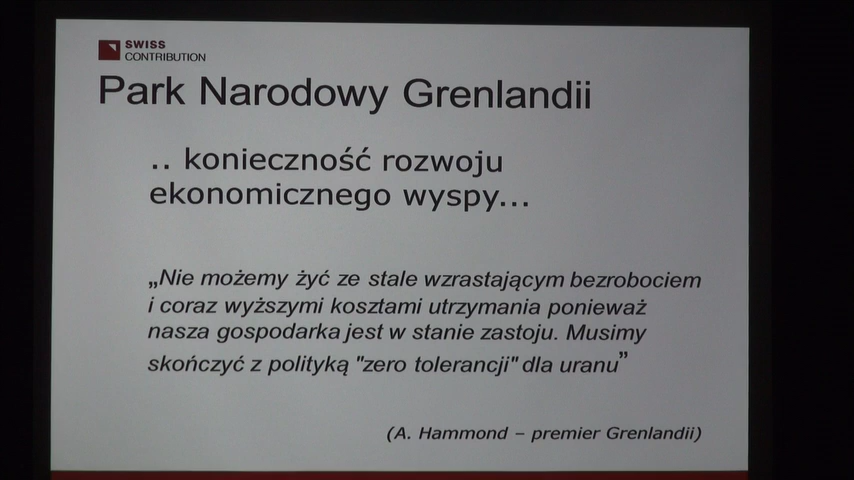 SWISS
CONTRIBUTION
Park Narodowy Grenlandii
.. konieczność rozwoju
ekonomicznego wyspy...
„Nie możemy żyć ze stale wzrastającym bezrobociem
i coraz wyższymi kosztami utrzymania ponieważ
nasza gospodarka jest w stanie zastoju. Musimy
skończyć z polityką "zero tolerancji" dla uranu”
(A. Hammond – premier Grenlandii)